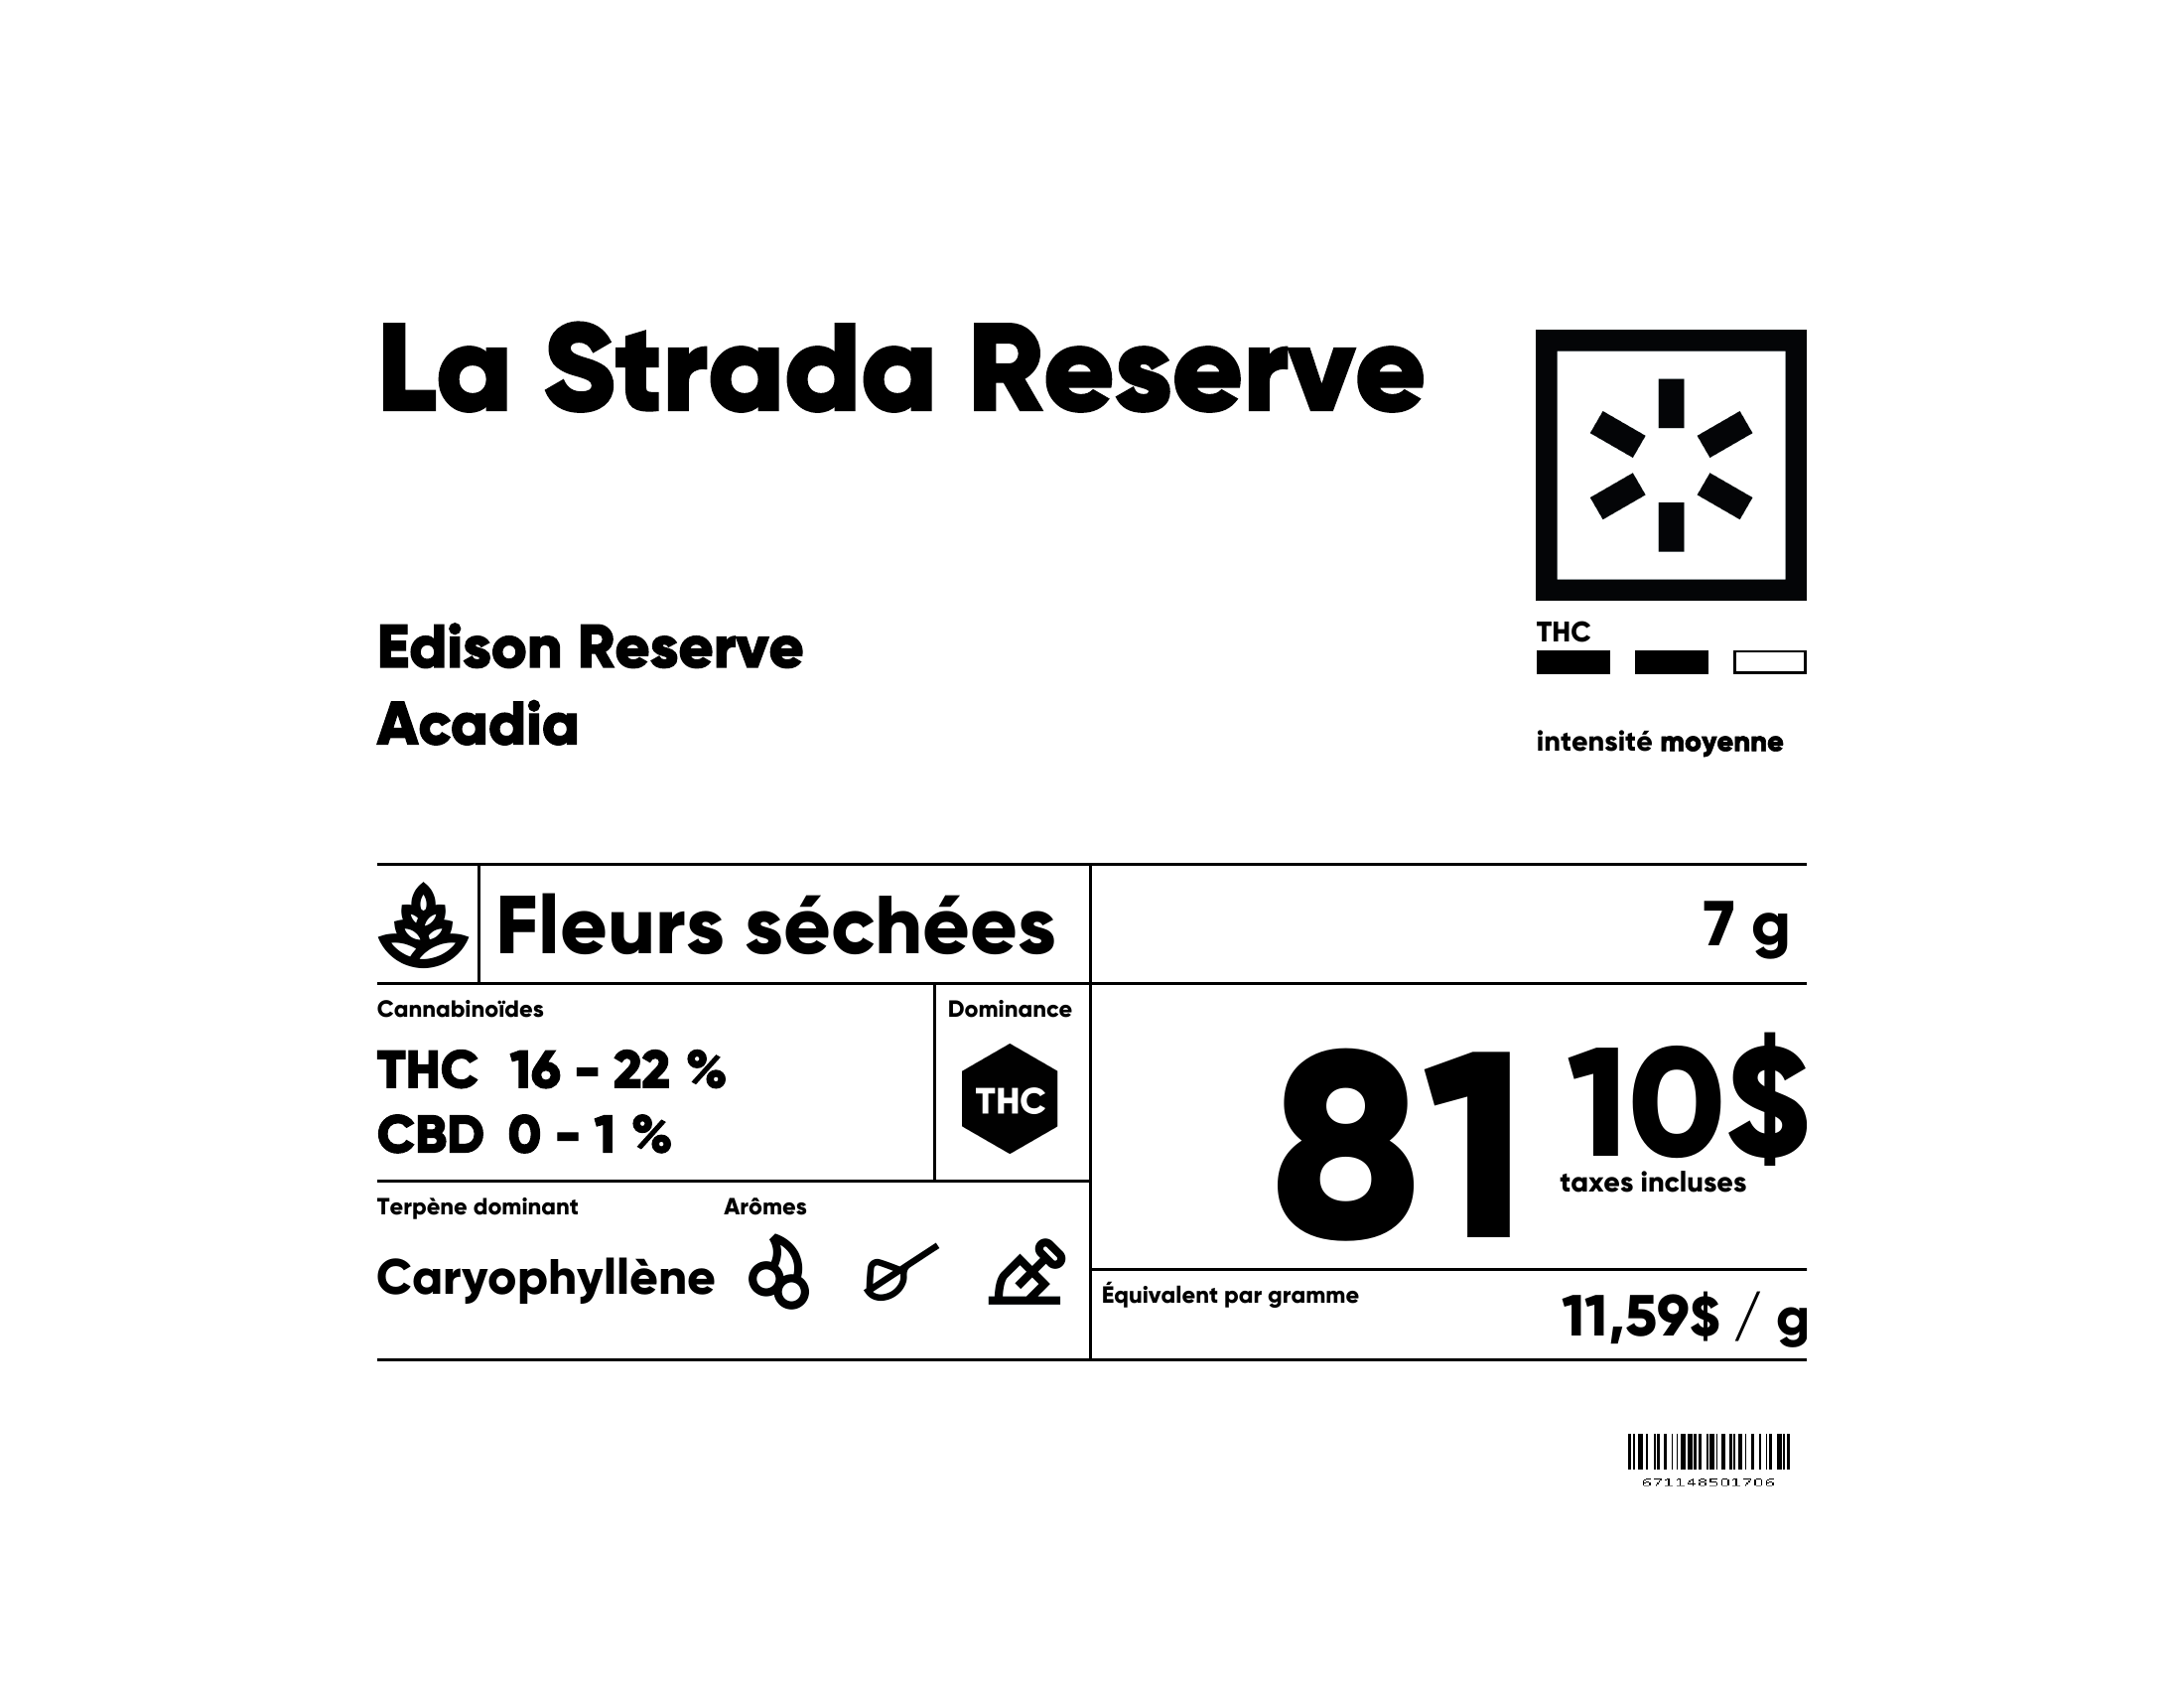 La Strada Reserve
Edison Reserve
Acadia
THC
intensité moyenne
Fleurs séchées
7 g
Cannabinoïdes
THC 16 - 22 %
CBD 0 - 1 %
Dominance
THC
81 10$
taxes incluses
Terpène dominant
Arômes
Caryophyllène
Équivalent par gramme
11,59$ / g
671148501706